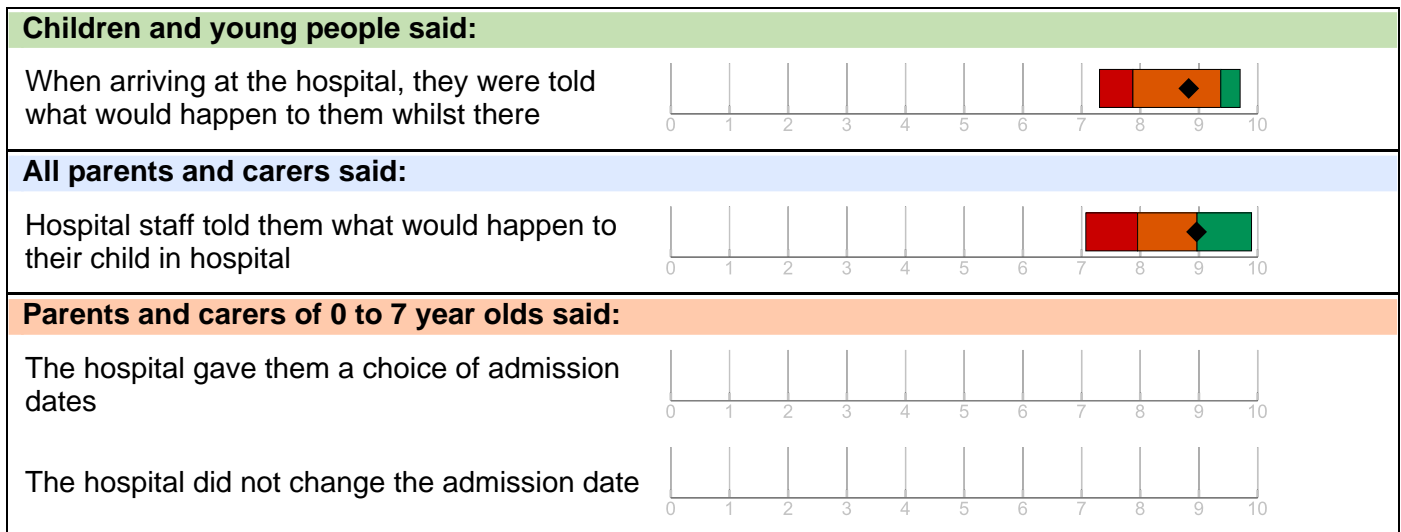 Children and young people said:
When arriving at the hospital, they were told
what would happen to them whilst there
0 1 2 3 4 5 6 7 8 9 10
All parents and carers said:
Hospital staff told them what would happen to
their child in hospital
0 1 2 3 4 5 6 7 8 9 10
Parents and carers of 0 to 7 year olds said:
The hospital gave them a choice of admission
dates
0 1 2 3 4 5 6 7 8 9 10
The hospital did not change the admission date
0 1 2 3 4 5 6 7 8 9 10